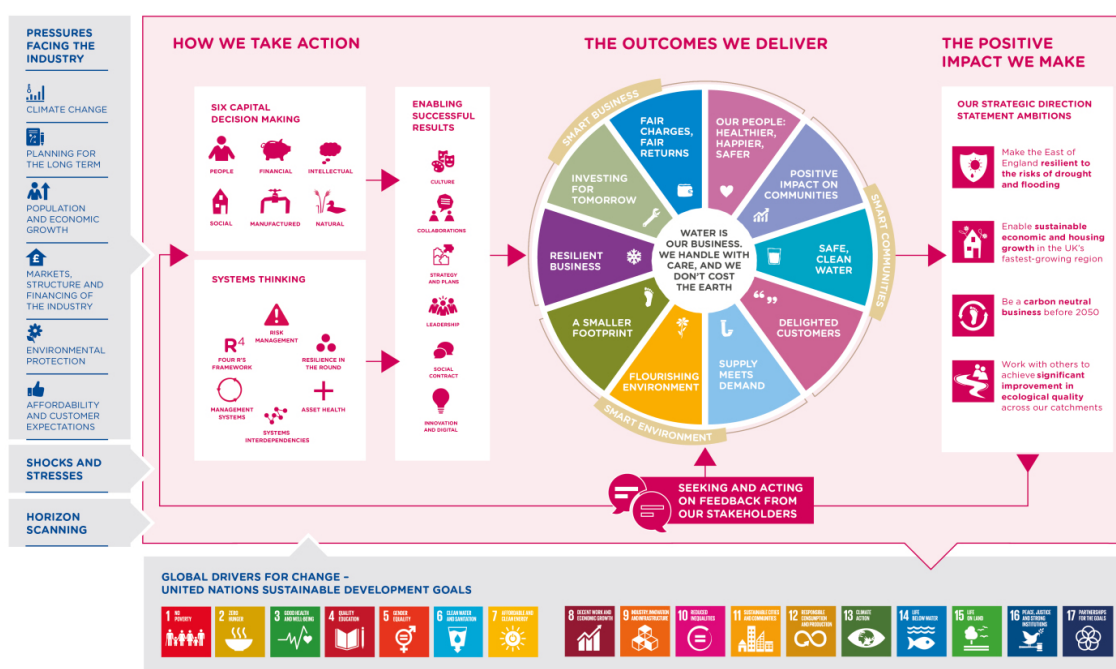 PRESSURES
FACING THE
INDUSTRY
CLIMATE CHANGE
PLANNING FOR
THE LONG TERM
POPULATION
AND ECONOMIC
GROWTH
£
MARKETS,
STRUCTURE AND
FINANCING OF
THE INDUSTRY
ENVIRONMENTAL
PROTECTION
AFFORDABILITY
AND CUSTOMER
EXPECTATIONS
SHOCKS AND
STRESSES
HORIZON
SCANNING
HOW WE TAKE ACTION
SIX CAPITAL
DECISION MAKING
PEOPLE
FINANCIAL
INTELLECTUAL
SOCIAL
MANUFACTURED
NATURAL
SYSTEMS THINKING
RISK
MANAGEMENT
R4
FOUR R'S
FRAMEWORK
RESILIENCE IN
THE ROUND
MANAGEMENT
SYSTEMS
ASSET HEALTH
SYSTEMS
INTERDEPENDENCIES
ENABLING
SUCCESSFUL
RESULTS
CULTURE
COLLABORATIONS
STRATEGY
AND PLANS
LEADERSHIP
SOCIAL
CONTRACT
INNOVATION
AND DIGITAL
THE OUTCOMES WE DELIVER
SMART BUSINESS
SMART COMMUNITIES
SMART ENVIRONMENT
FAIR
CHARGES,
FAIR
RETURNS
OUR PEOPLE:
HEALTHIER,
HAPPIER,
SAFER
POSITIVE
IMPACT ON
COMMUNITIES
SAFE,
CLEAN
WATER
DELIGHTED
CUSTOMERS
SUPPLY
MEETS
DEMAND
FLOURISHING
ENVIRONMENT
A SMALLER
FOOTPRINT
RESILIENT
BUSINESS
INVESTING
FOR
TOMORROW
WATER IS
OUR BUSINESS.
WE HANDLE WITH
CARE, AND WE
DON'T COST
THE EARTH
SEEKING AND ACTING
ON FEEDBACK FROM
OUR STAKEHOLDERS
THE POSITIVE
IMPACT WE MAKE
OUR STRATEGIC DIRECTION
STATEMENT AMBITIONS
Make the East of
England resilient to
the risks of drought
and flooding
Enable sustainable
economic and housing
growth in the UK's
fastest-growing region
Be a carbon neutral
business before 2050
Work with others to
achieve significant
improvement in
ecological quality
across our catchments
GLOBAL DRIVERS FOR CHANGE –
UNITED NATIONS SUSTAINABLE DEVELOPMENT GOALS
1 NO
POVERTY
2 ZERO
HUNGER
3 GOOD HEALTH
AND WELL-BEING
4 QUALITY
EDUCATION
5 GENDER
EQUALITY
6 CLEAN WATER
AND SANITATION
7 AFFORDABLE AND
CLEAN ENERGY
8 DECENT WORK AND
ECONOMIC GROWTH
9 INDUSTRY, INNOVATION
AND INFRASTRUCTURE
10 REDUCED
INEQUALITIES
11 SUSTAINABLE CITIES
AND COMMUNITIES
12 RESPONSIBLE
CONSUMPTION
AND PRODUCTION
13 CLIMATE
ACTION
14 LIFE
BELOW WATER
15 LIFE
ON LAND
16 PEACE, JUSTICE
AND STRONG
INSTITUTIONS
17 PARTNERSHIPS
FOR THE GOALS